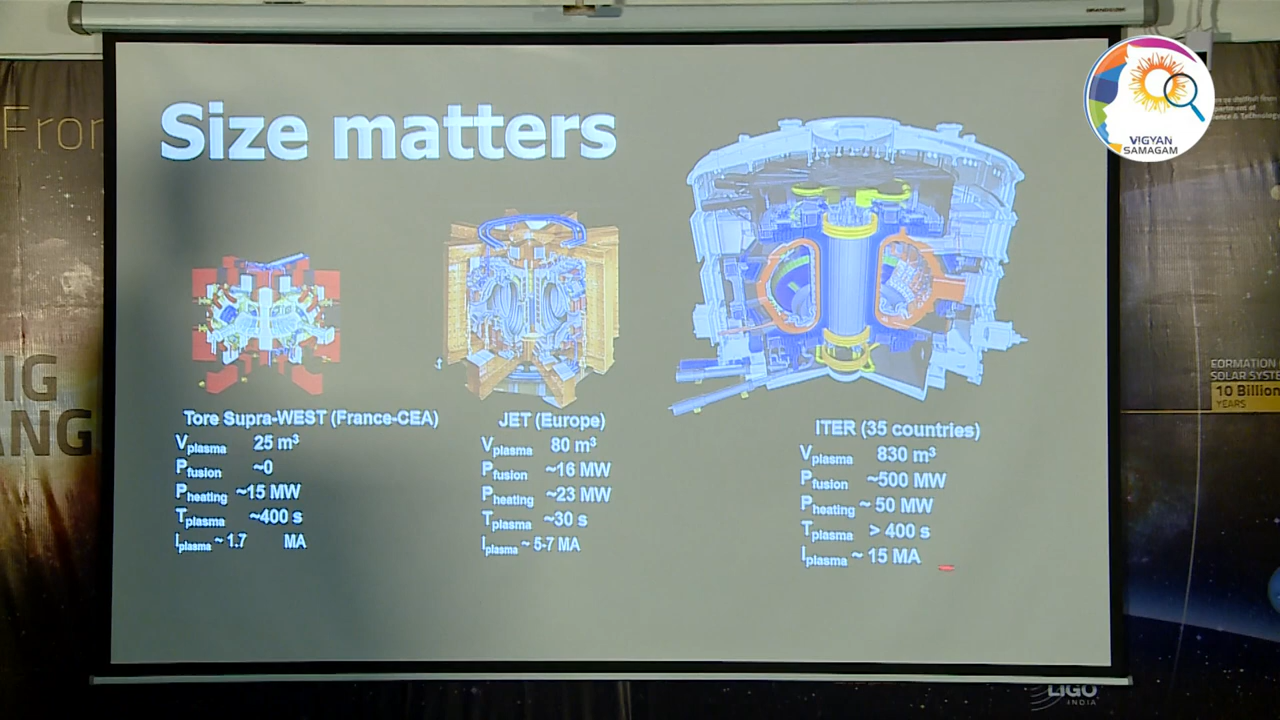 Size matters
Tore Supra-WEST (France-CEA)
Vplasma 25 m³
Pfusion ~0
Pheating ~15 MW
Tplasma ~400 s
Iplasma ~ 1.7 MA
JET (Europe)
Vplasma 80 m³
Pfusion ~16 MW
Pheating ~23 MW
Tplasma ~30 s
Iplasma ~ 5-7 MA
ITER (35 countries)
Vplasma 830 m³
Pfusion ~500 MW
Pheating ~ 50 MW
Tplasma > 400 s
Iplasma ~ 15 MA
VIGYAN
SAMAGAM
From
IG
ANG
FORMATION
SOLAR SYSTE
10 Billion
YEARS
LIGO
INDIA